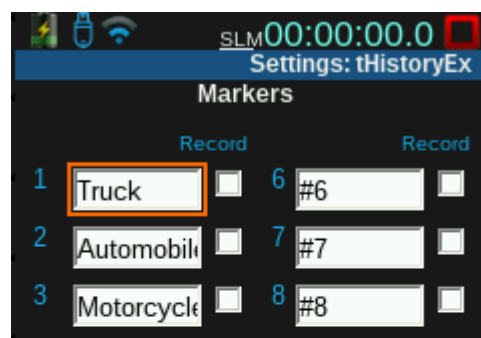 SLM00:00:00.0
Settings: tHistoryEx
Markers
Record Record
1 Truck 6 #6
2 Automobile 7 #7
3 Motorcycle 8 #8